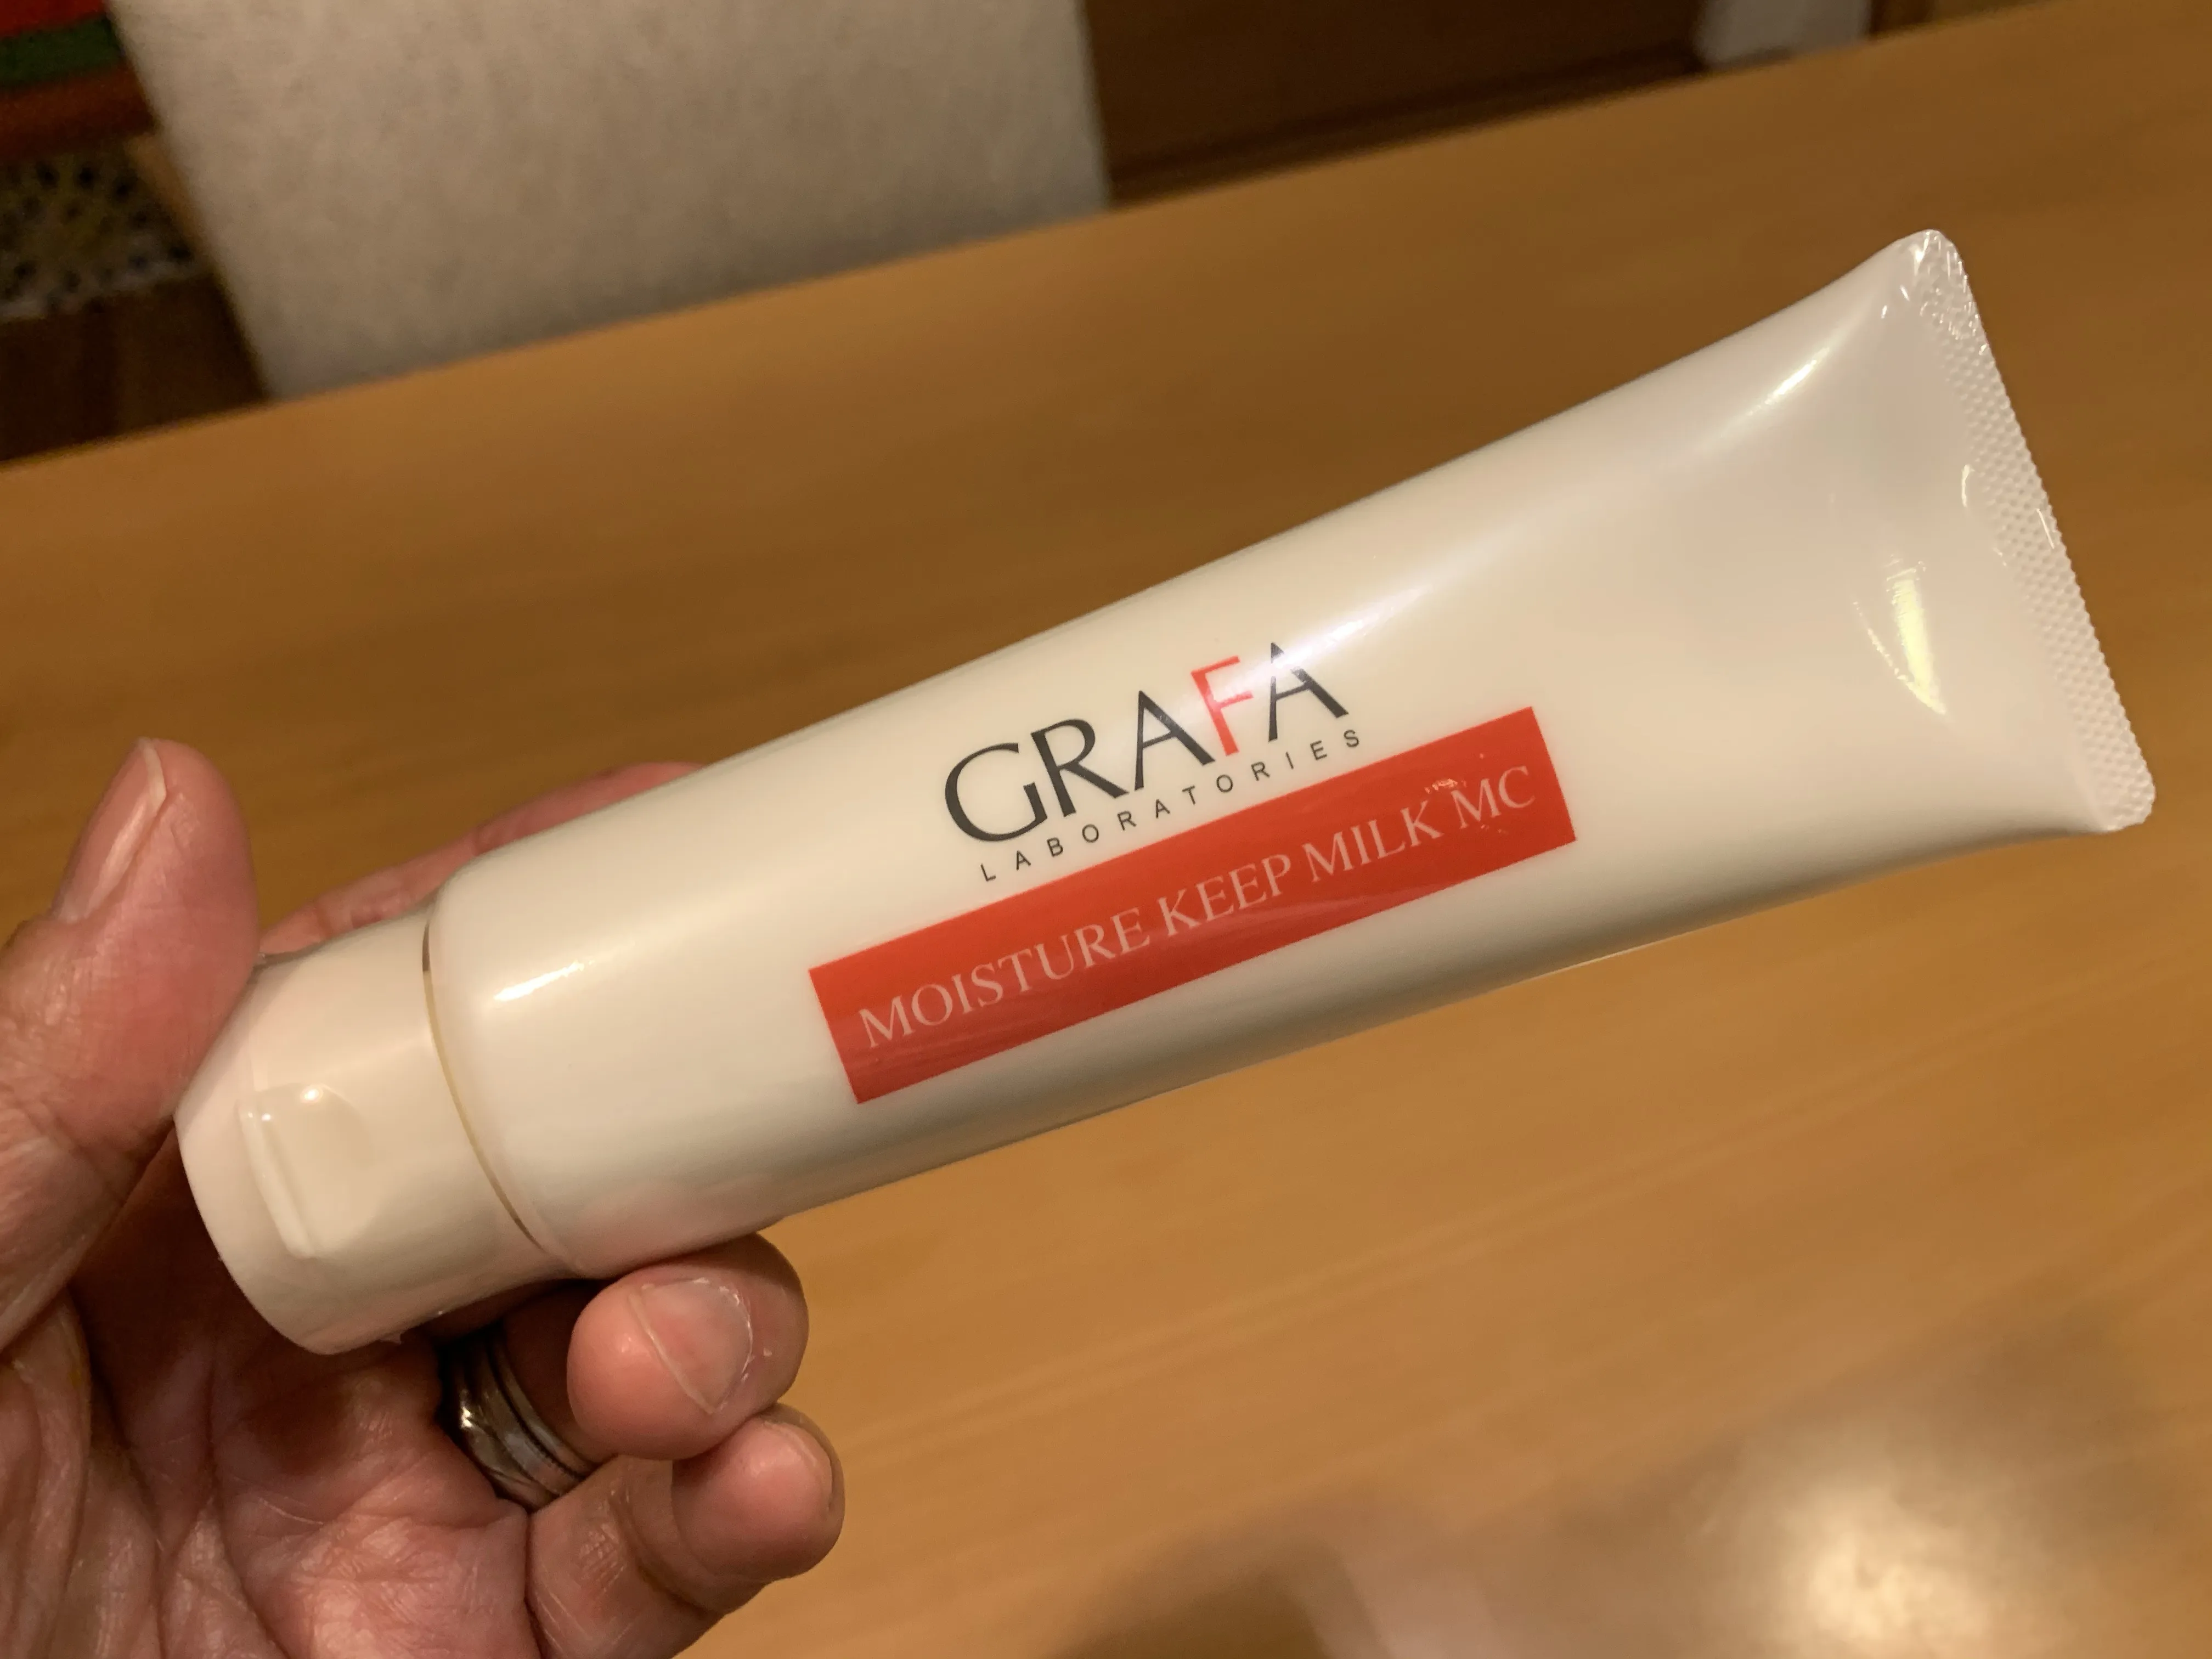 GRAFA
LABORATORIES
MOISTURE KEEP MILK MC